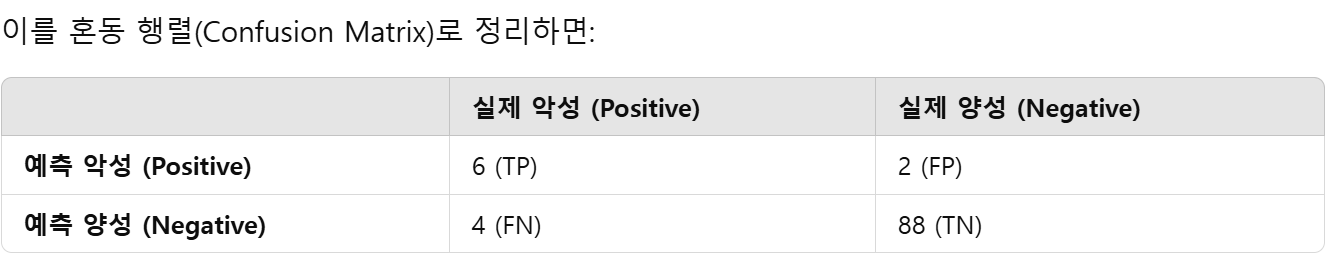 이를 혼동 행렬(Confusion Matrix)로 정리하면:
실제 악성 (Positive) 실제 양성 (Negative)
예측 악성 (Positive) 6 (TP) 2 (FP)
예측 양성 (Negative) 4 (FN) 88 (TN)